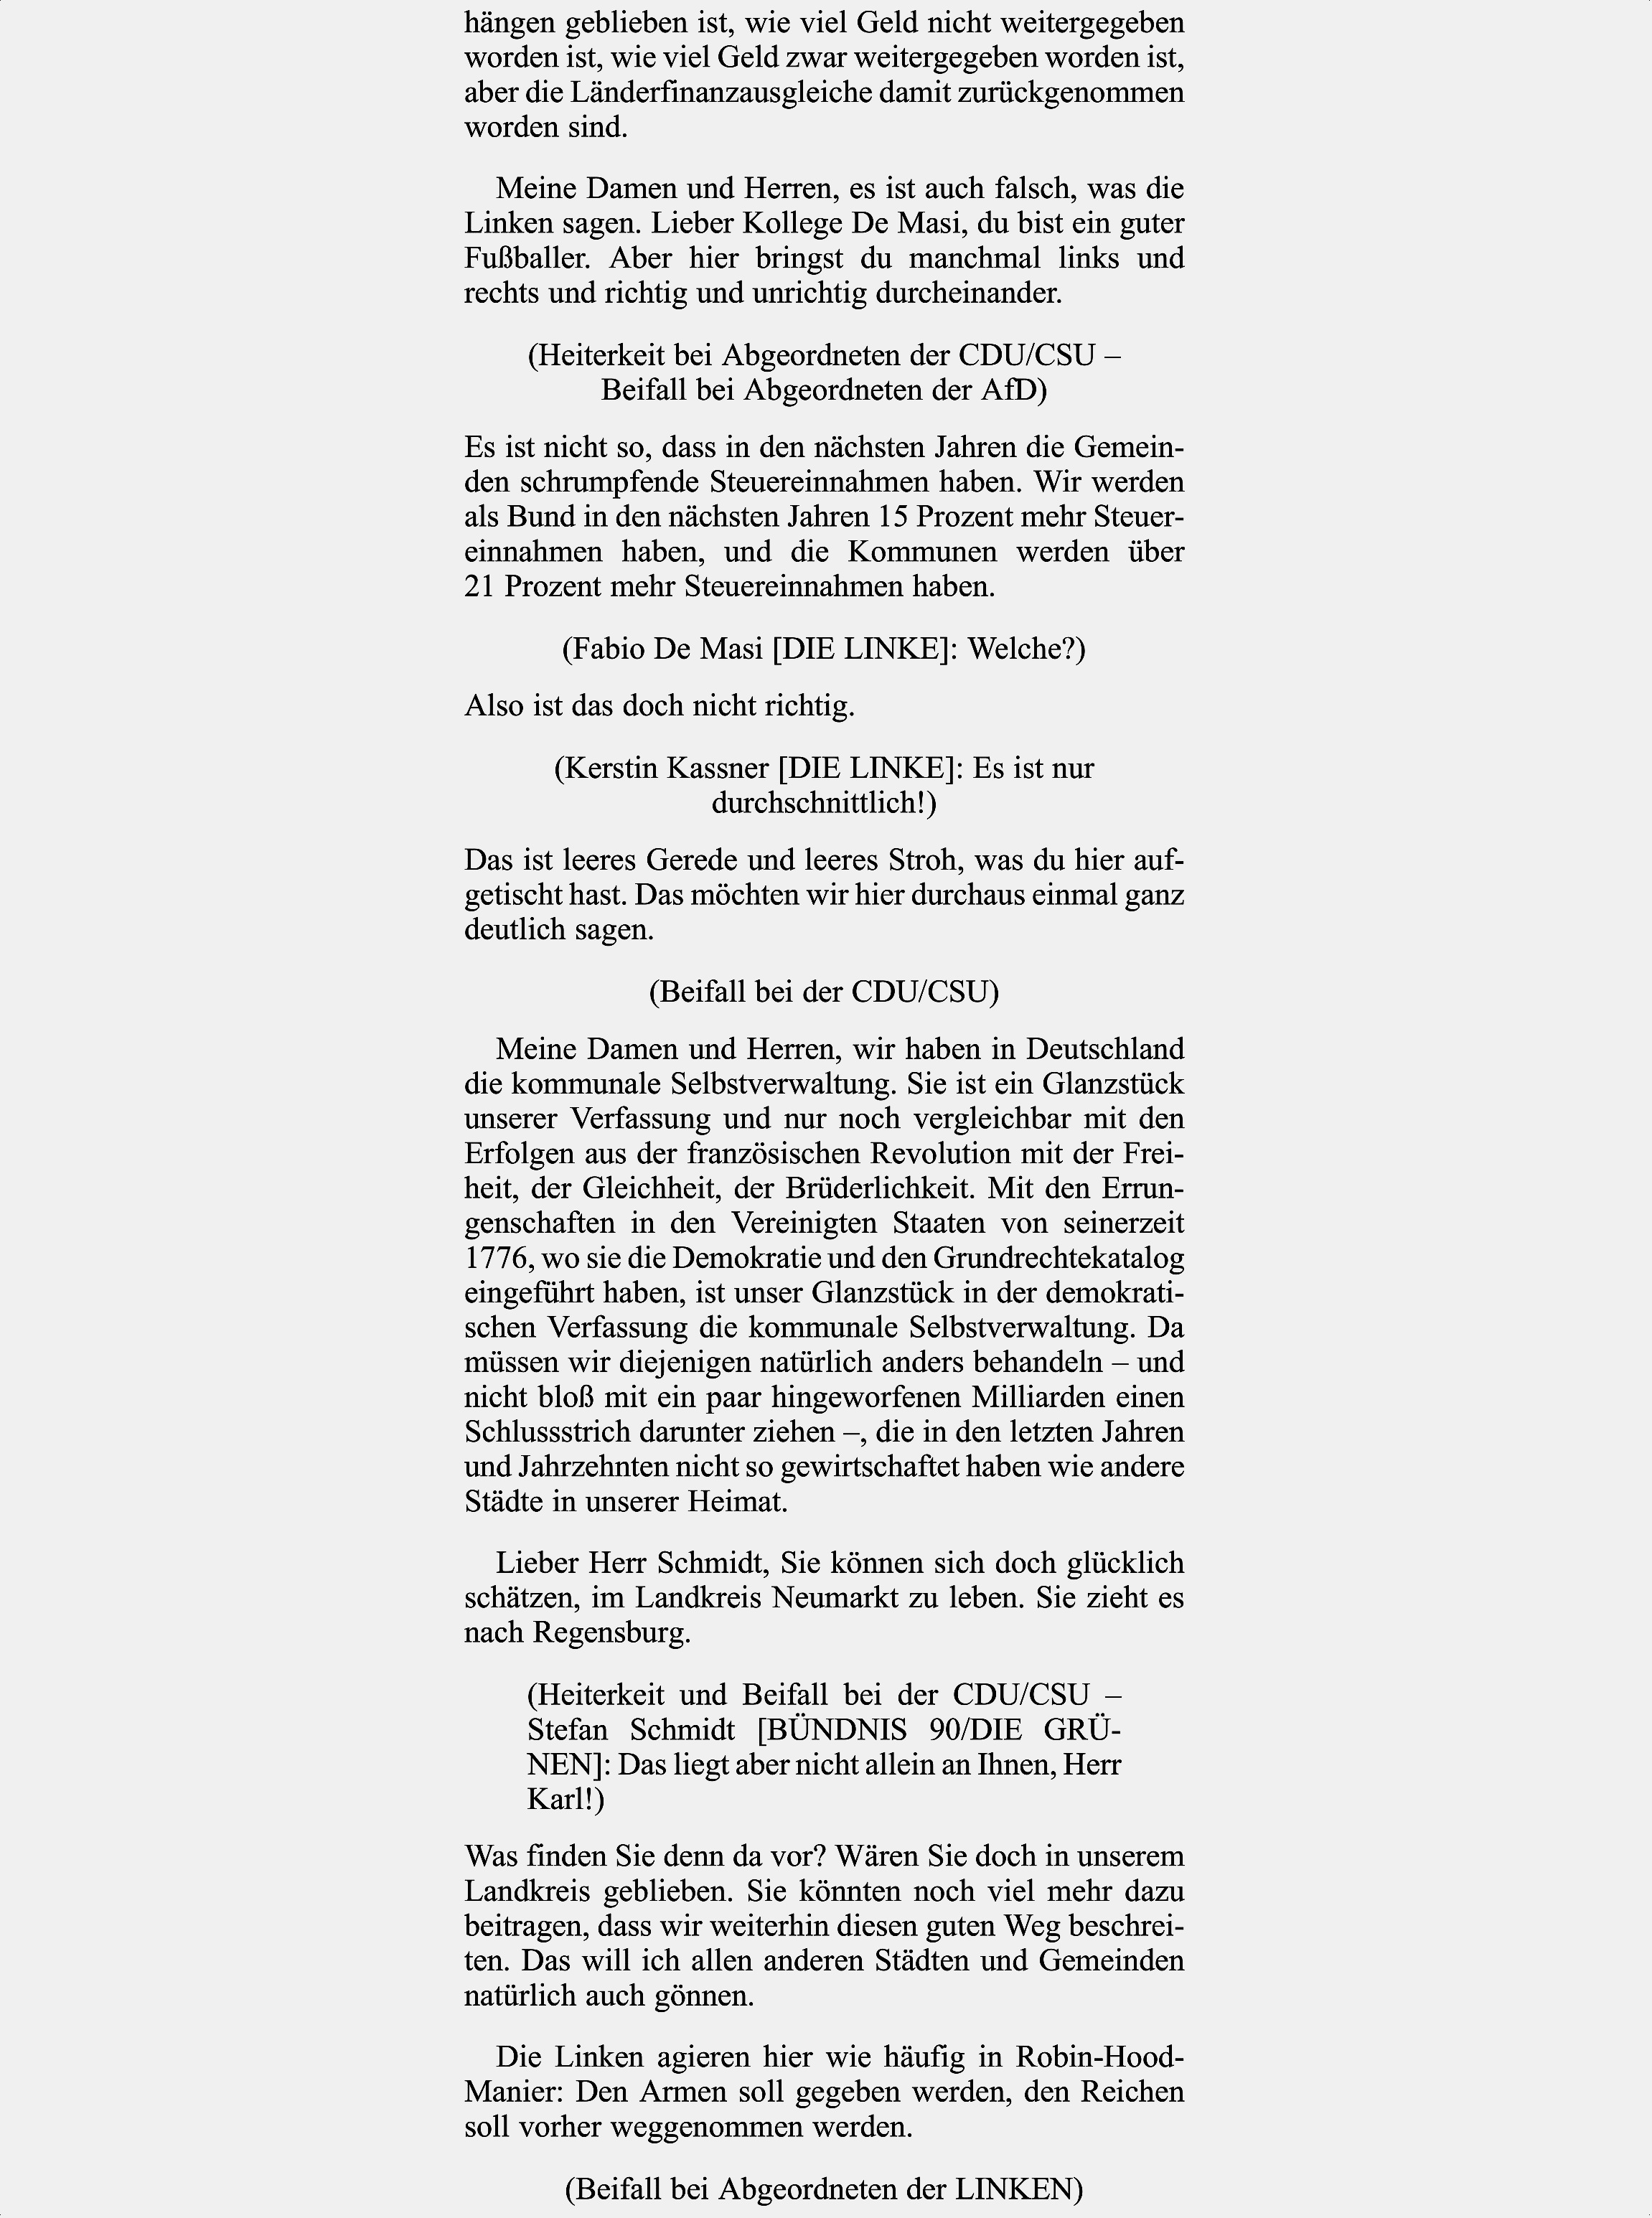 hängen geblieben ist, wie viel Geld nicht weitergegeben
worden ist, wie viel Geld zwar weitergegeben worden ist,
aber die Länderfinanzausgleiche damit zurückgenommen
worden sind.
Meine Damen und Herren, es ist auch falsch, was die
Linken sagen. Lieber Kollege De Masi, du bist ein guter
Fußballer. Aber hier bringst du manchmal links und
rechts und richtig und unrichtig durcheinander.
(Heiterkeit bei Abgeordneten der CDU/CSU –
Beifall bei Abgeordneten der AfD)
Es ist nicht so, dass in den nächsten Jahren die Gemein-
den schrumpfende Steuereinnahmen haben. Wir werden
als Bund in den nächsten Jahren 15 Prozent mehr Steuer-
einnahmen haben, und die Kommunen werden über
21 Prozent mehr Steuereinnahmen haben.
(Fabio De Masi [DIE LINKE]: Welche?)
Also ist das doch nicht richtig.
(Kerstin Kassner [DIE LINKE]: Es ist nur
durchschnittlich!)
Das ist leeres Gerede und leeres Stroh, was du hier auf-
getischt hast. Das möchten wir hier durchaus einmal ganz
deutlich sagen.
(Beifall bei der CDU/CSU)
Meine Damen und Herren, wir haben in Deutschland
die kommunale Selbstverwaltung. Sie ist ein Glanzstück
unserer Verfassung und nur noch vergleichbar mit den
Erfolgen aus der französischen Revolution mit der Frei-
heit, der Gleichheit, der Brüderlichkeit. Mit den Errun-
genschaften in den Vereinigten Staaten von seinerzeit
1776, wo sie die Demokratie und den Grundrechtekatalog
eingeführt haben, ist unser Glanzstück in der demokrati-
schen Verfassung die kommunale Selbstverwaltung. Da
müssen wir diejenigen natürlich anders behandeln – und
nicht bloß mit ein paar hingeworfenen Milliarden einen
Schlussstrich darunter ziehen –, die in den letzten Jahren
und Jahrzehnten nicht so gewirtschaftet haben wie andere
Städte in unserer Heimat.
Lieber Herr Schmidt, Sie können sich doch glücklich
schätzen, im Landkreis Neumarkt zu leben. Sie zieht es
nach Regensburg.
(Heiterkeit und Beifall bei der CDU/CSU –
Stefan Schmidt [BÜNDNIS 90/DIE GRÜ-
NEN]: Das liegt aber nicht allein an Ihnen, Herr
Karl!)
Was finden Sie denn da vor? Wären Sie doch in unserem
Landkreis geblieben. Sie könnten noch viel mehr dazu
beitragen, dass wir weiterhin diesen guten Weg beschrei-
ten. Das will ich allen anderen Städten und Gemeinden
natürlich auch gönnen.
Die Linken agieren hier wie häufig in Robin-Hood-
Manier: Den Armen soll gegeben werden, den Reichen
soll vorher weggenommen werden.
(Beifall bei Abgeordneten der LINKEN)